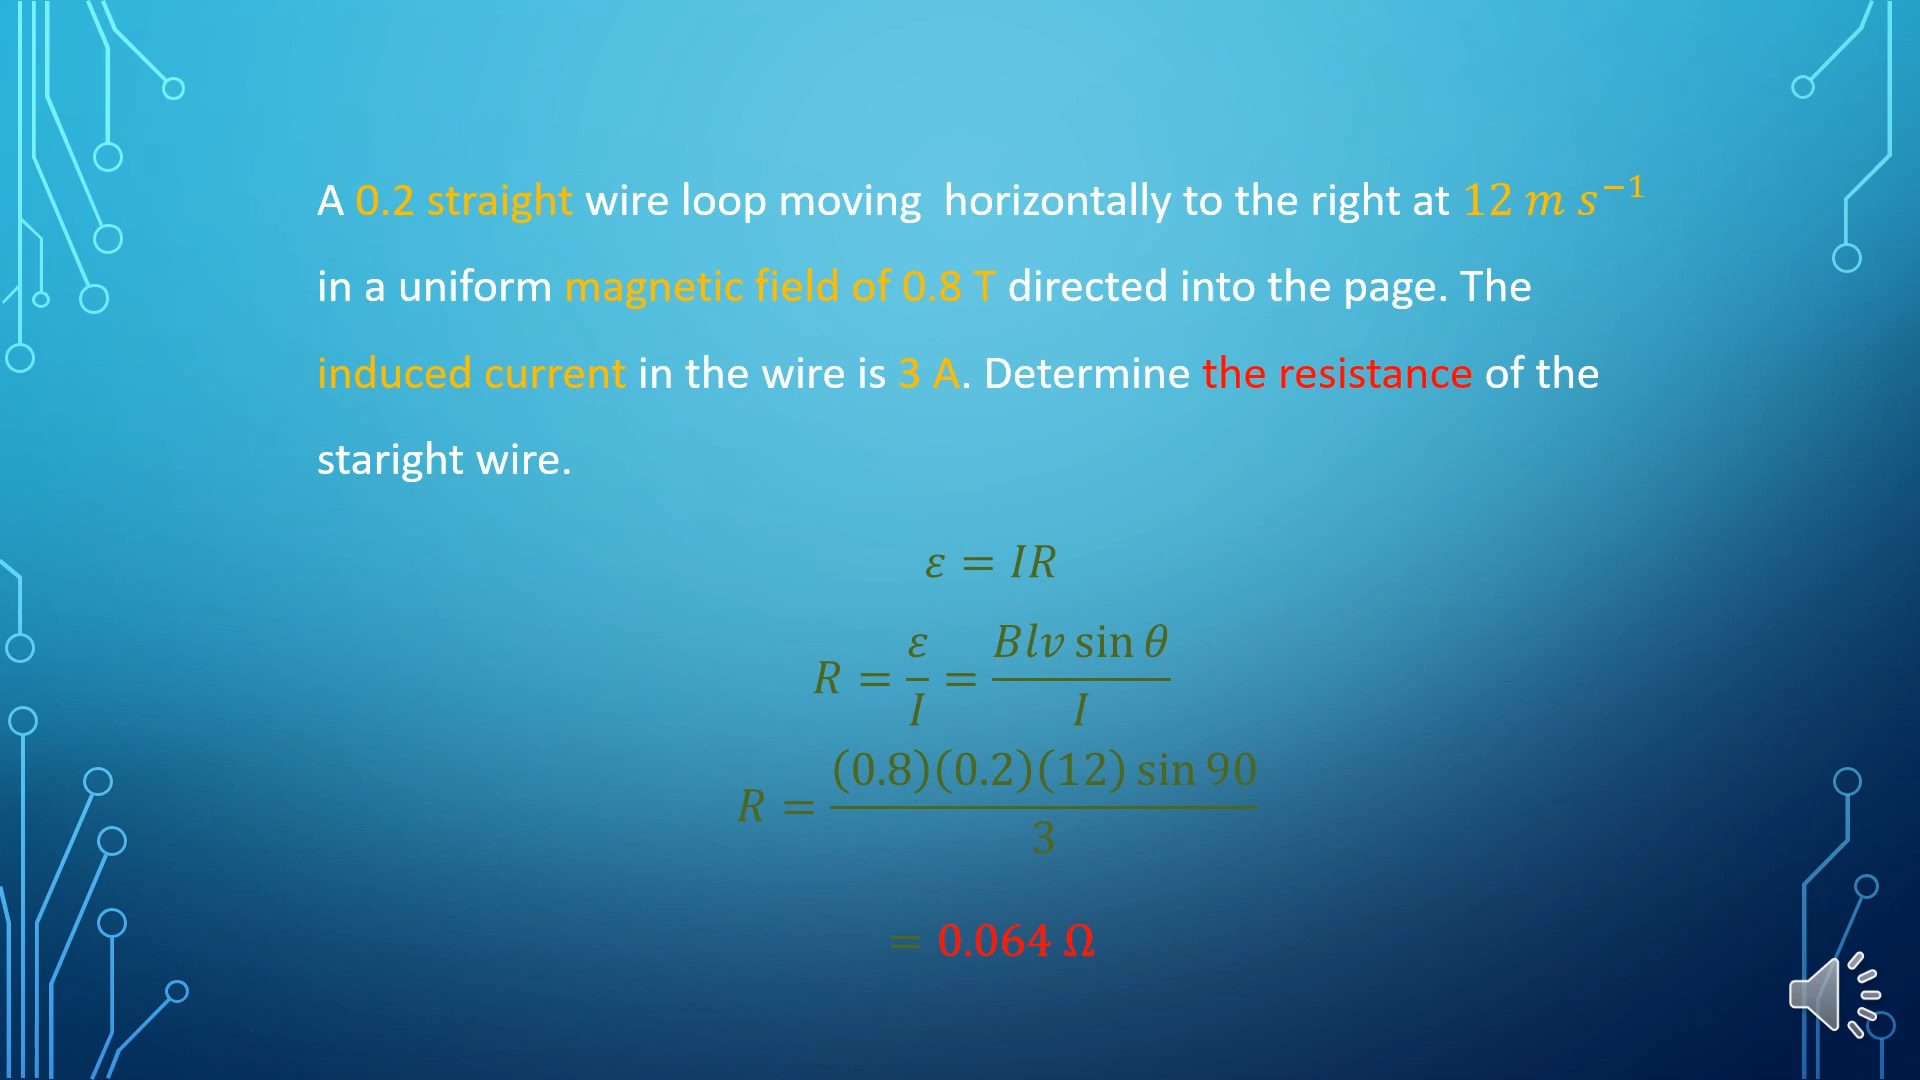 A 0.2 straight wire loop moving horizontally to the right at 12 m s⁻¹
in a uniform magnetic field of 0.8 T directed into the page. The
induced current in the wire is 3 A. Determine the resistance of the
staright wire.
ε = IR
R = ε/I = Blv sin θ/I
R = (0.8)(0.2)(12) sin 90/3
= 0.064 Ω